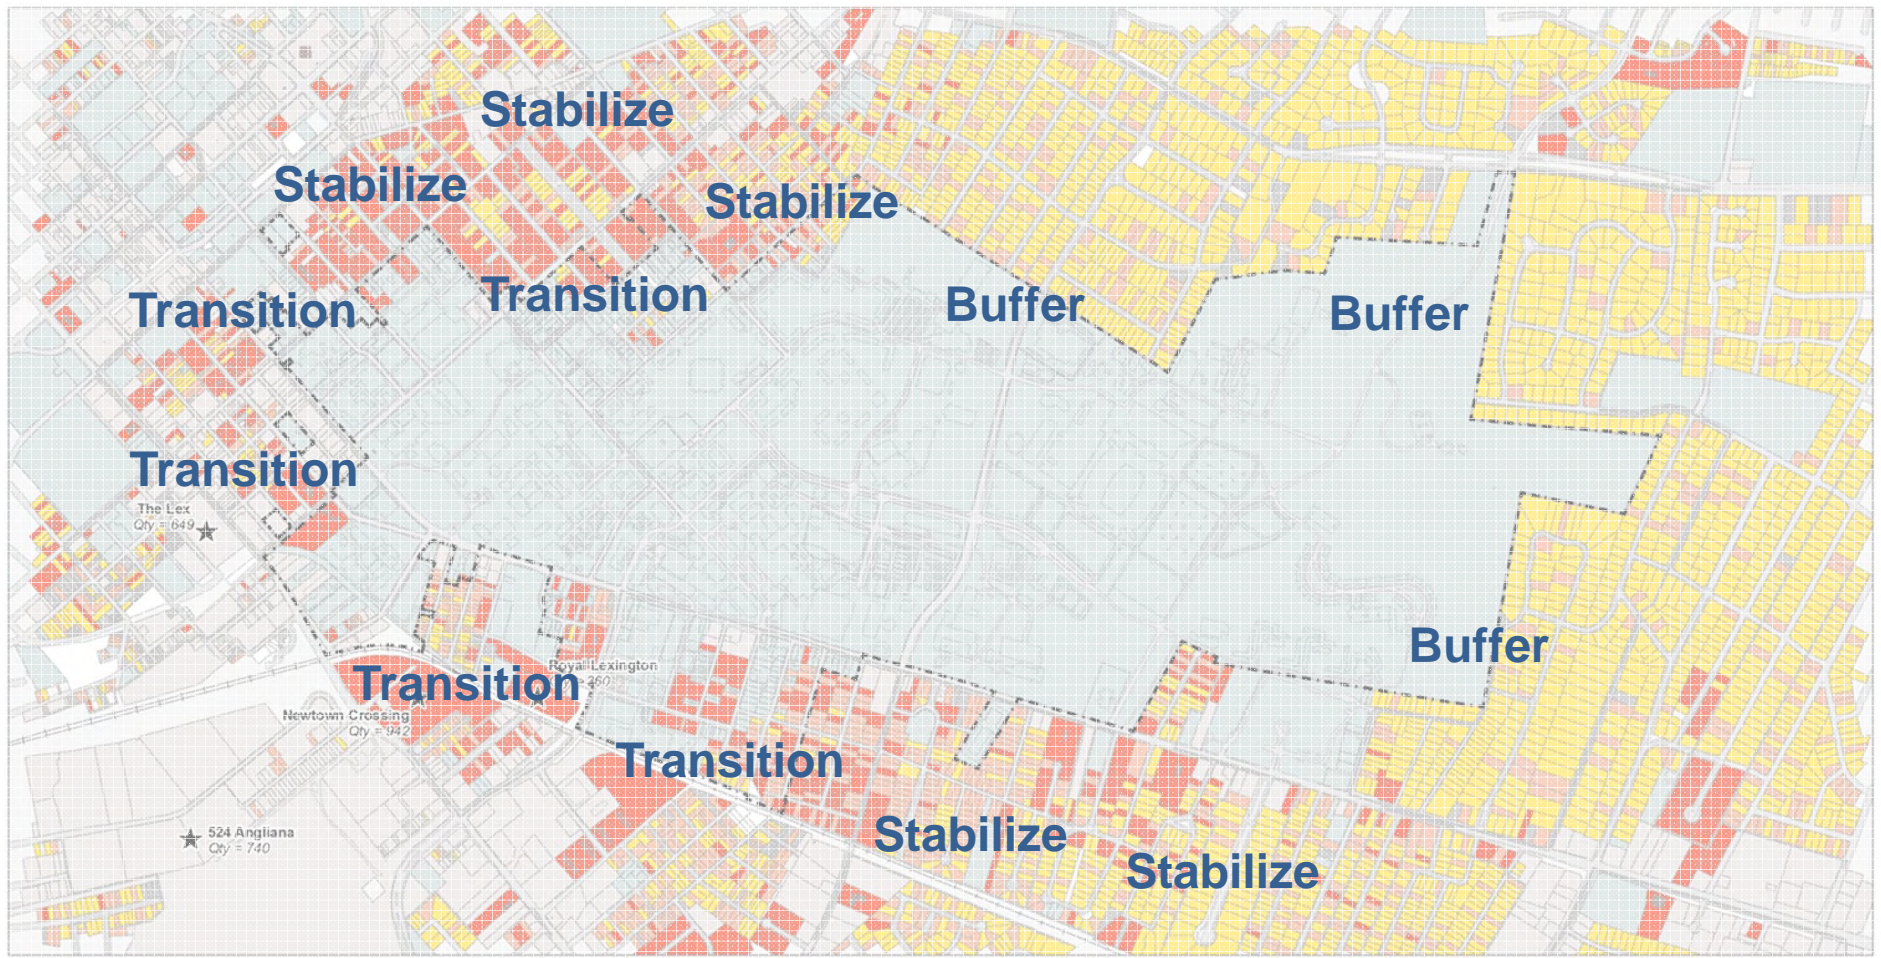 Stabilize
Stabilize
Stabilize
Transition
Transition
Buffer
Buffer
Transition
The Lex
Qty = 649
Buffer
Royal Lexington
Transition
Newtown Crossing
Qty = 942
Transition
524 Angliana
Qty = 740
Stabilize
Stabilize